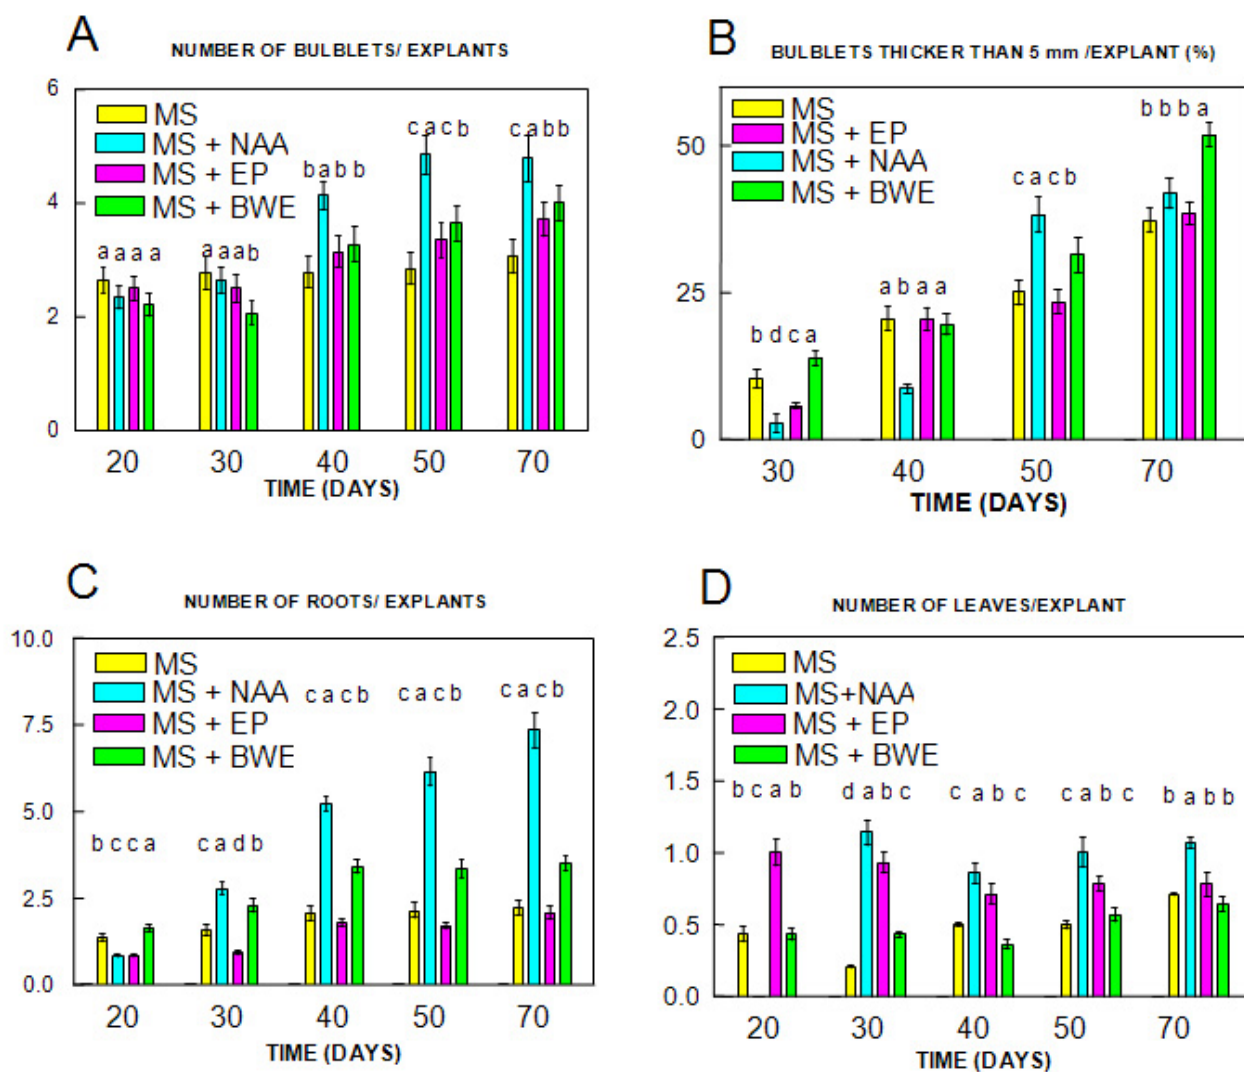 A
NUMBER OF BULBLETS/ EXPLANTS
6
4
2
0
MS
MS + NAA
MS + EP
MS + BWE
a a a a
a a a b
b a b b
c a c b
c a b b
20 30 40 50 70
TIME (DAYS)
B
BULBLETS THICKER THAN 5 mm /EXPLANT (%)
50
25
0
MS
MS + EP
MS + NAA
MS + BWE
b d c a
a b a a
c a c b
b b b a
30 40 50 70
TIME (DAYS)
C
NUMBER OF ROOTS/ EXPLANTS
10.0
7.5
5.0
2.5
0.0
MS
MS + NAA
MS + EP
MS + BWE
b c c a
c a d b
c a c b
c a c b
c a c b
20 30 40 50 70
TIME (DAYS)
D
NUMBER OF LEAVES/EXPLANT
2.5
2.0
1.5
1.0
0.5
0.0
MS
MS+NAA
MS + EP
MS + BWE
b c a b
d a b c
c a b c
c a b c
b a b b
20 30 40 50 70
TIME (DAYS)